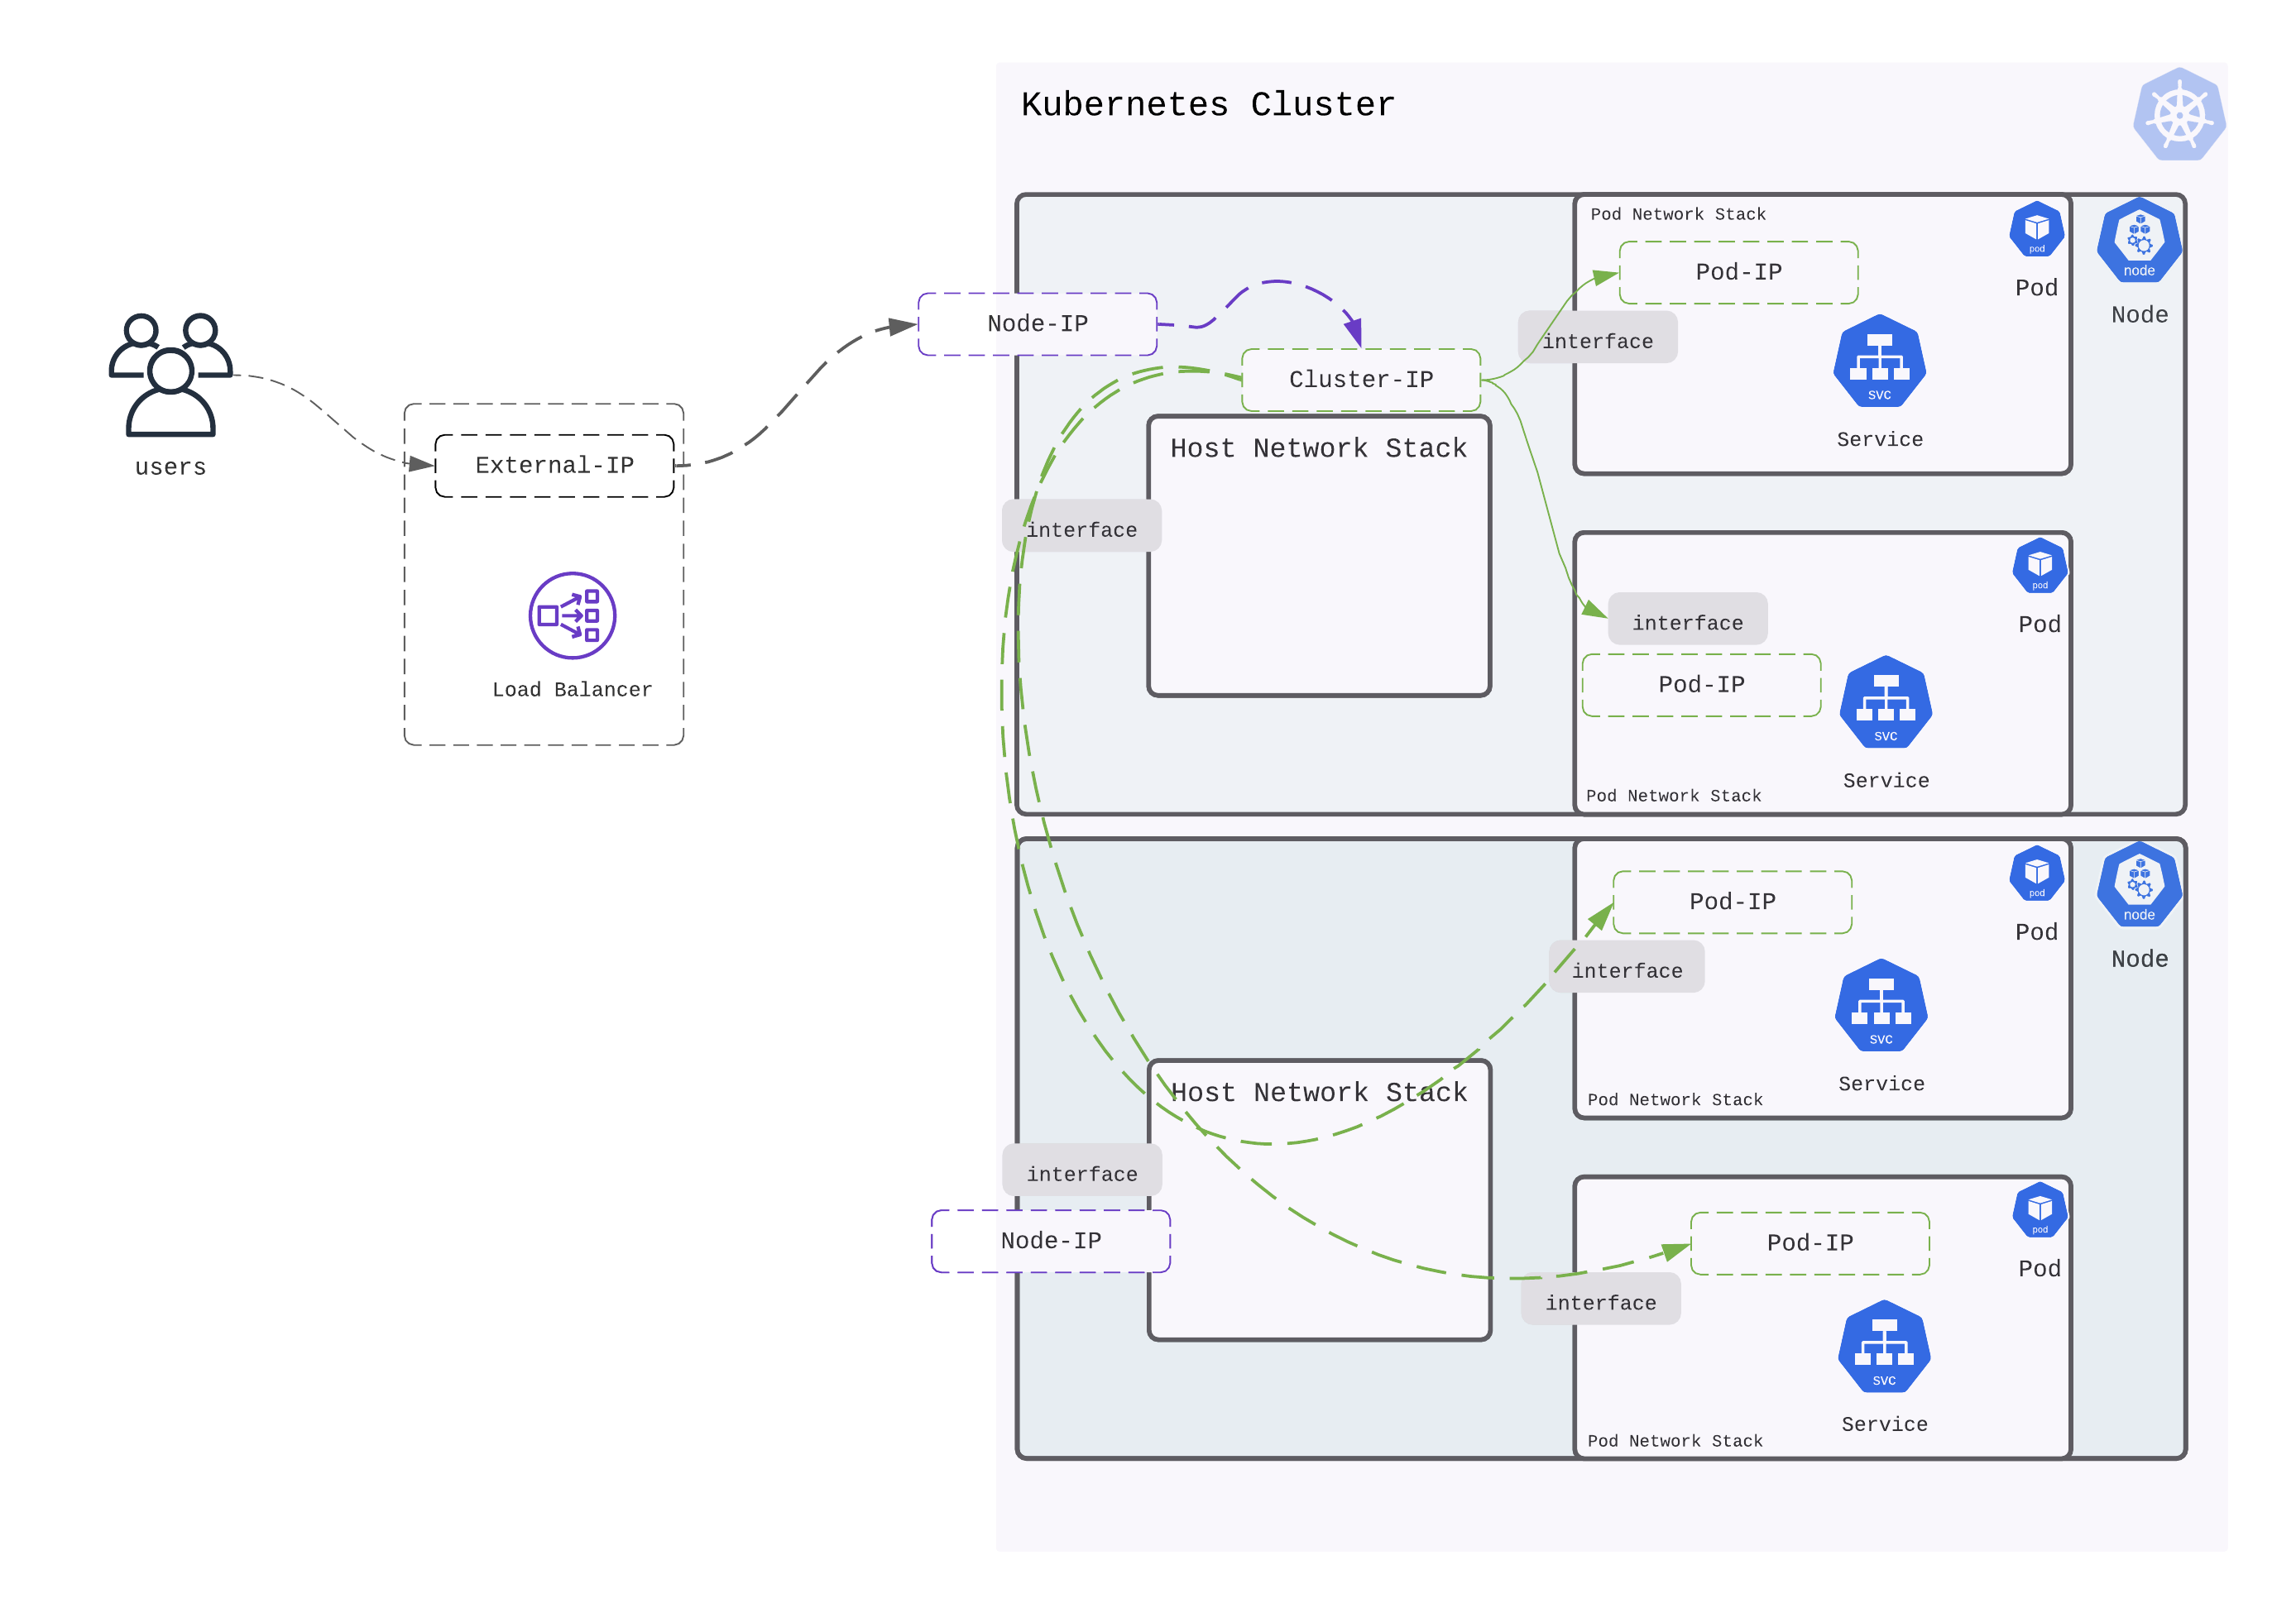 Kubernetes Cluster
users
External-IP
Load Balancer
Node-IP
Cluster-IP
Host Network Stack
interface
Pod Network Stack
Pod-IP
interface
svc
Service
pod
Pod
node
Node
interface
Pod-IP
svc
Service
Pod Network Stack
pod
Pod
Host Network Stack
interface
Node-IP
Pod-IP
interface
svc
Service
Pod Network Stack
pod
Pod
node
Node
Pod-IP
interface
svc
Service
Pod Network Stack
pod
Pod